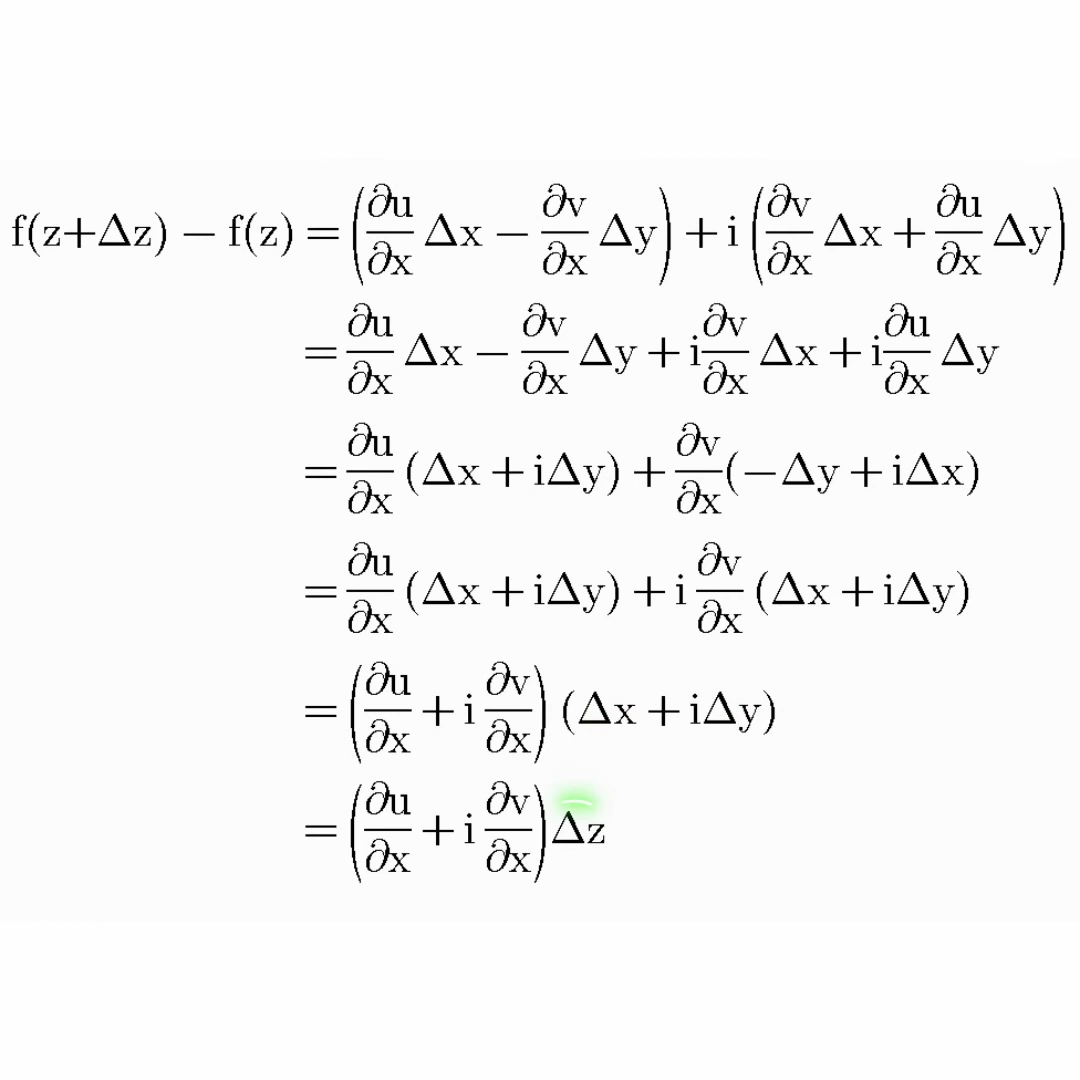 f(z+Δz) − f(z) = (∂u/∂x Δx − ∂v/∂x Δy) + i (∂v/∂x Δx + ∂u/∂x Δy)
= ∂u/∂x Δx − ∂v/∂x Δy + i ∂v/∂x Δx + i ∂u/∂x Δy
= ∂u/∂x (Δx + iΔy) + ∂v/∂x (−Δy + iΔx)
= ∂u/∂x (Δx + iΔy) + i ∂v/∂x (Δx + iΔy)
= (∂u/∂x + i ∂v/∂x) (Δx + iΔy)
= (∂u/∂x + i ∂v/∂x) Δz